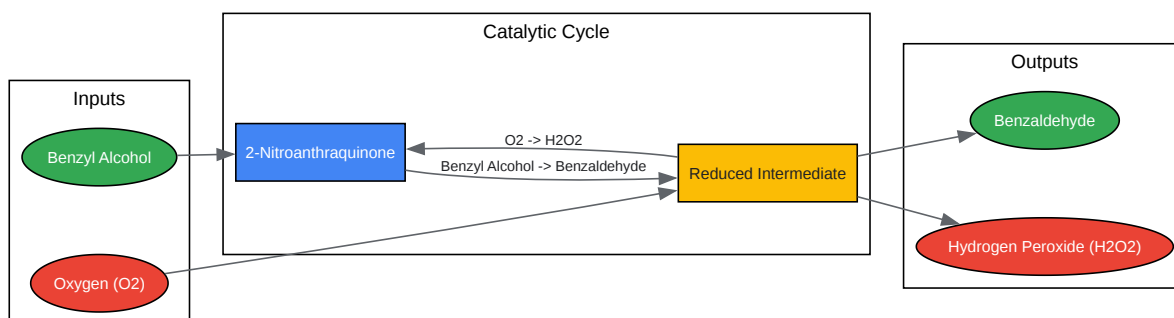 Catalytic Cycle
Inputs
Outputs
Benzyl Alcohol
2-Nitroanthraquinone
O2 -> H2O2
Benzyl Alcohol -> Benzaldehyde
Reduced Intermediate
Benzaldehyde
Oxygen (O2)
Hydrogen Peroxide (H2O2)